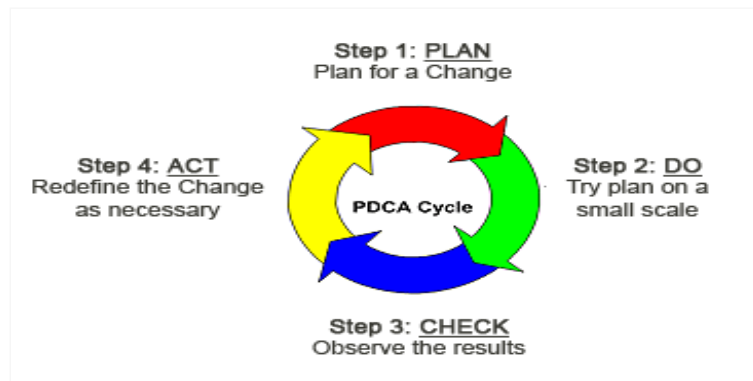 Step 1: PLAN
Plan for a Change
Step 4: ACT
Redefine the Change
as necessary
PDCA Cycle
Step 2: DO
Try plan on a
small scale
Step 3: CHECK
Observe the results